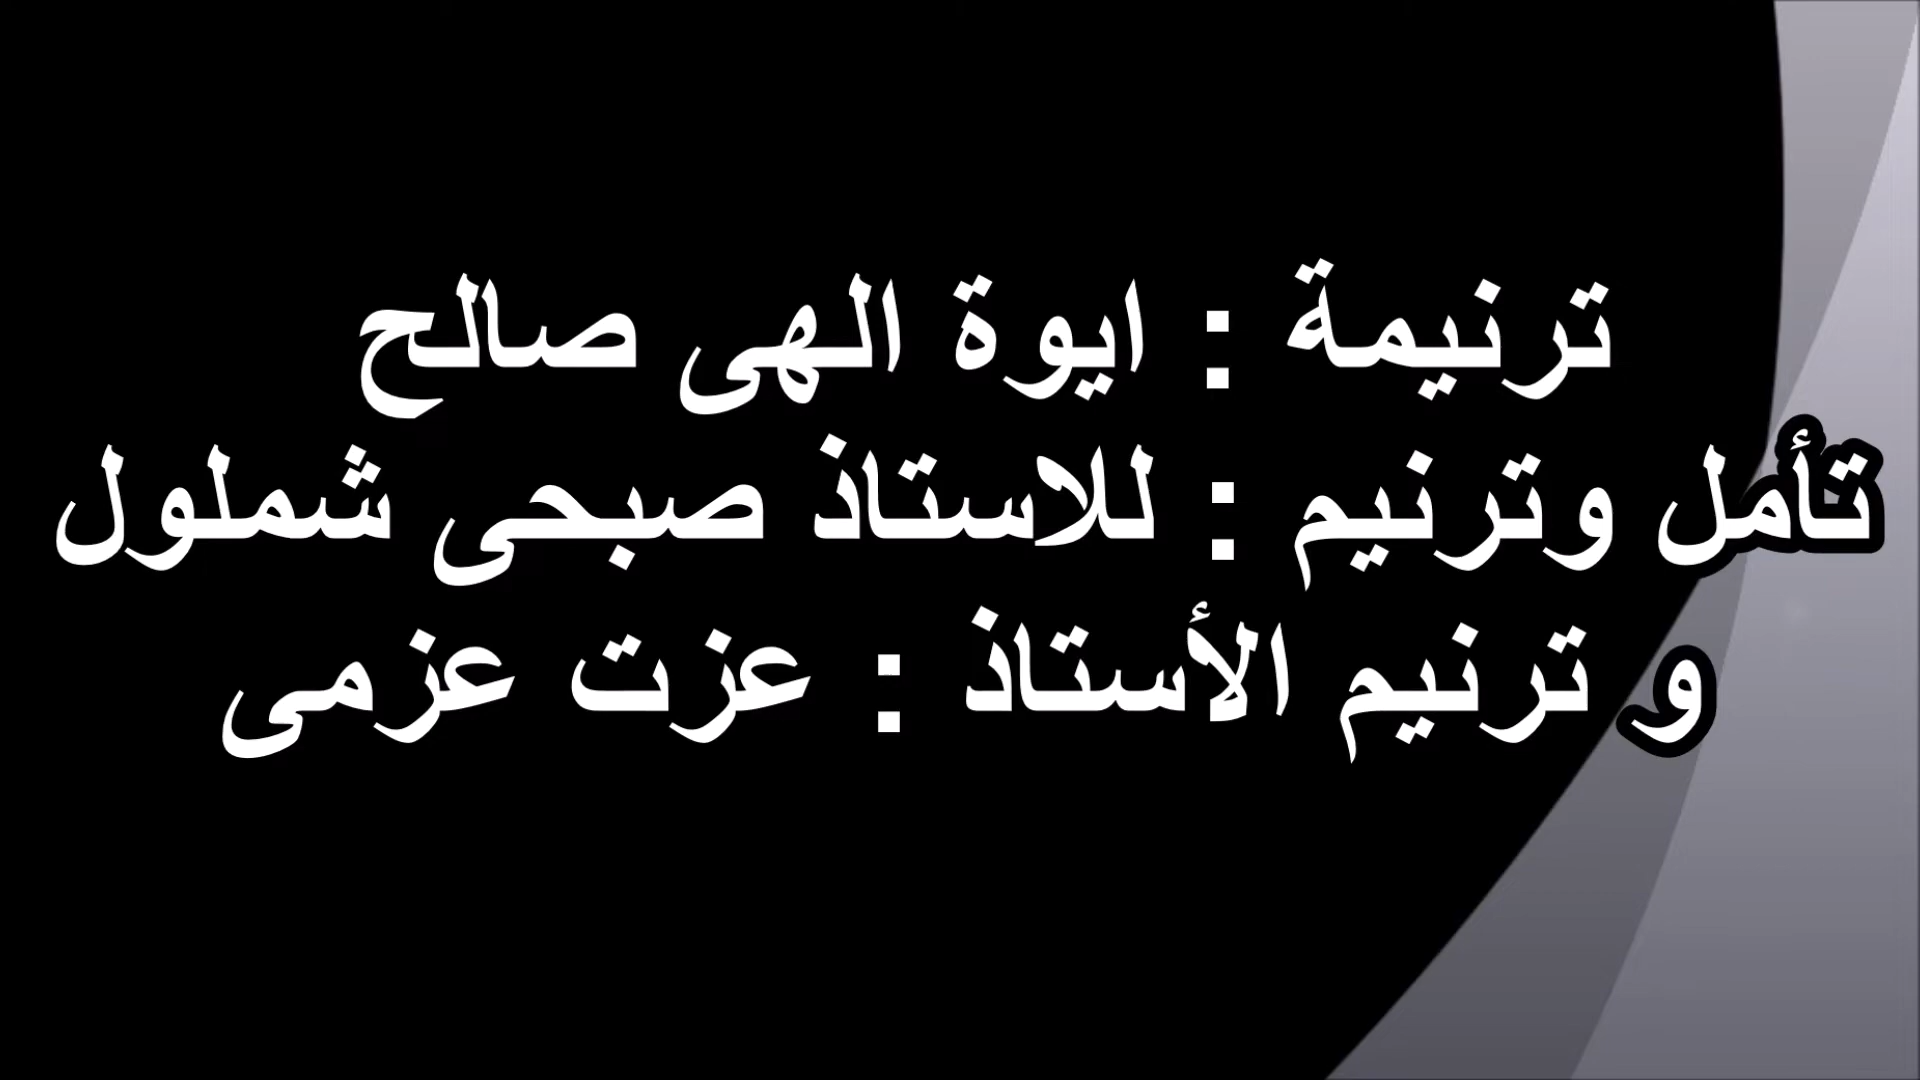 ترنيمة : ايوة الهى صالح
تأمل وترنيم : للاستاذ صبحى شملول
و ترنيم الأستاذ : عزت عزمى